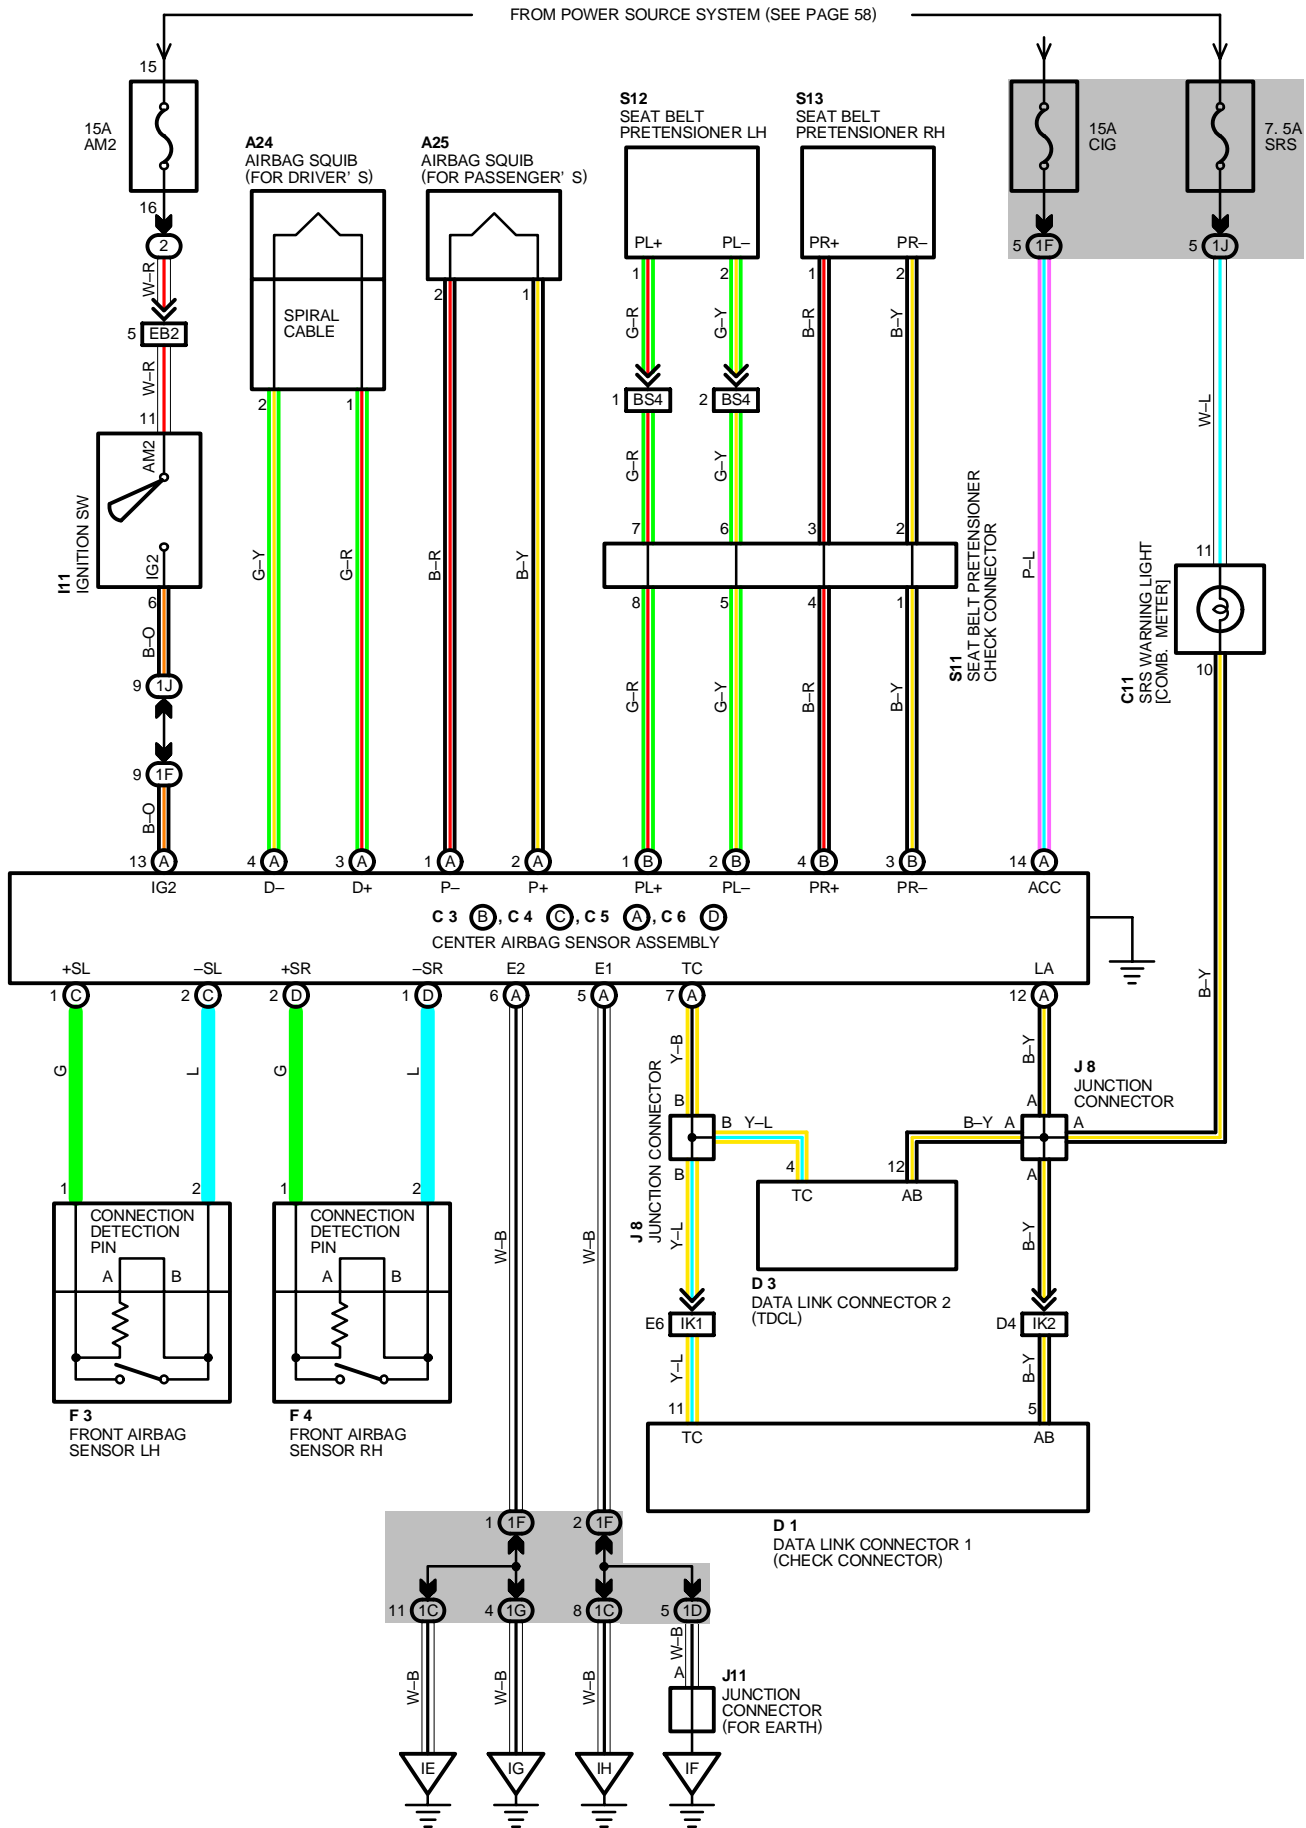 FROM POWER SOURCE SYSTEM (SEE PAGE 58)
15
15A
AM2
16
2
W–R
5 EB2
W–R
11
AM2
I11
IGNITION SW
IG2
6
B–O
9 1J
9 1F
B–O
A24
AIRBAG SQUIB
(FOR DRIVER' S)
SPIRAL
CABLE
2 1
G–Y
G–R
A25
AIRBAG SQUIB
(FOR PASSENGER' S)
2 1
B–R
B–Y
S12
SEAT BELT
PRETENSIONER LH
PL+ PL–
1 2
G–R
G–Y
1 BS4
2 BS4
G–R
G–Y
7 6
S13
SEAT BELT
PRETENSIONER RH
PR+ PR–
1 2
B–R
B–Y
3 2
S11
SEAT BELT PRETENSIONER
CHECK CONNECTOR
8 5 4 1
G–R
G–Y
B–R
B–Y
15A
CIG
5 1F
P–L
7. 5A
SRS
5 1J
W–L
11
C11
SRS WARNING LIGHT
[COMB. METER]
10
B–Y
13 A 4 A 3 A 1 A 2 A 1 B 2 B 4 B 3 B 14 A
IG2 D– D+ P– P+ PL+ PL– PR+ PR– ACC
C 3 B , C 4 C , C 5 A , C 6 D
CENTER AIRBAG SENSOR ASSEMBLY
+SL –SL +SR –SR E2 E1 TC LA
1 C 2 C 2 D 1 D 6 A 5 A 7 A 12 A
G
L
G
L
1 2
CONNECTION
DETECTION
PIN
A B
F 3
FRONT AIRBAG
SENSOR LH
1 2
CONNECTION
DETECTION
PIN
A B
F 4
FRONT AIRBAG
SENSOR RH
W–B
W–B
Y–B
B
J 8
JUNCTION CONNECTOR
B Y–L
B
Y–L
E6 IK1
Y–L
11
B–Y
A
J 8
JUNCTION
CONNECTOR
B–Y A
A
A
B–Y
D4 IK2
B–Y
5
4 12
TC AB
D 3
DATA LINK CONNECTOR 2
(TDCL)
TC AB
D 1
DATA LINK CONNECTOR 1
(CHECK CONNECTOR)
1 1F 2 1F
11 1C 4 1G 8 1C 5 1D
W–B
W–B
W–B
W–B
A
J11
JUNCTION
CONNECTOR
(FOR EARTH)
IE IG IH IF